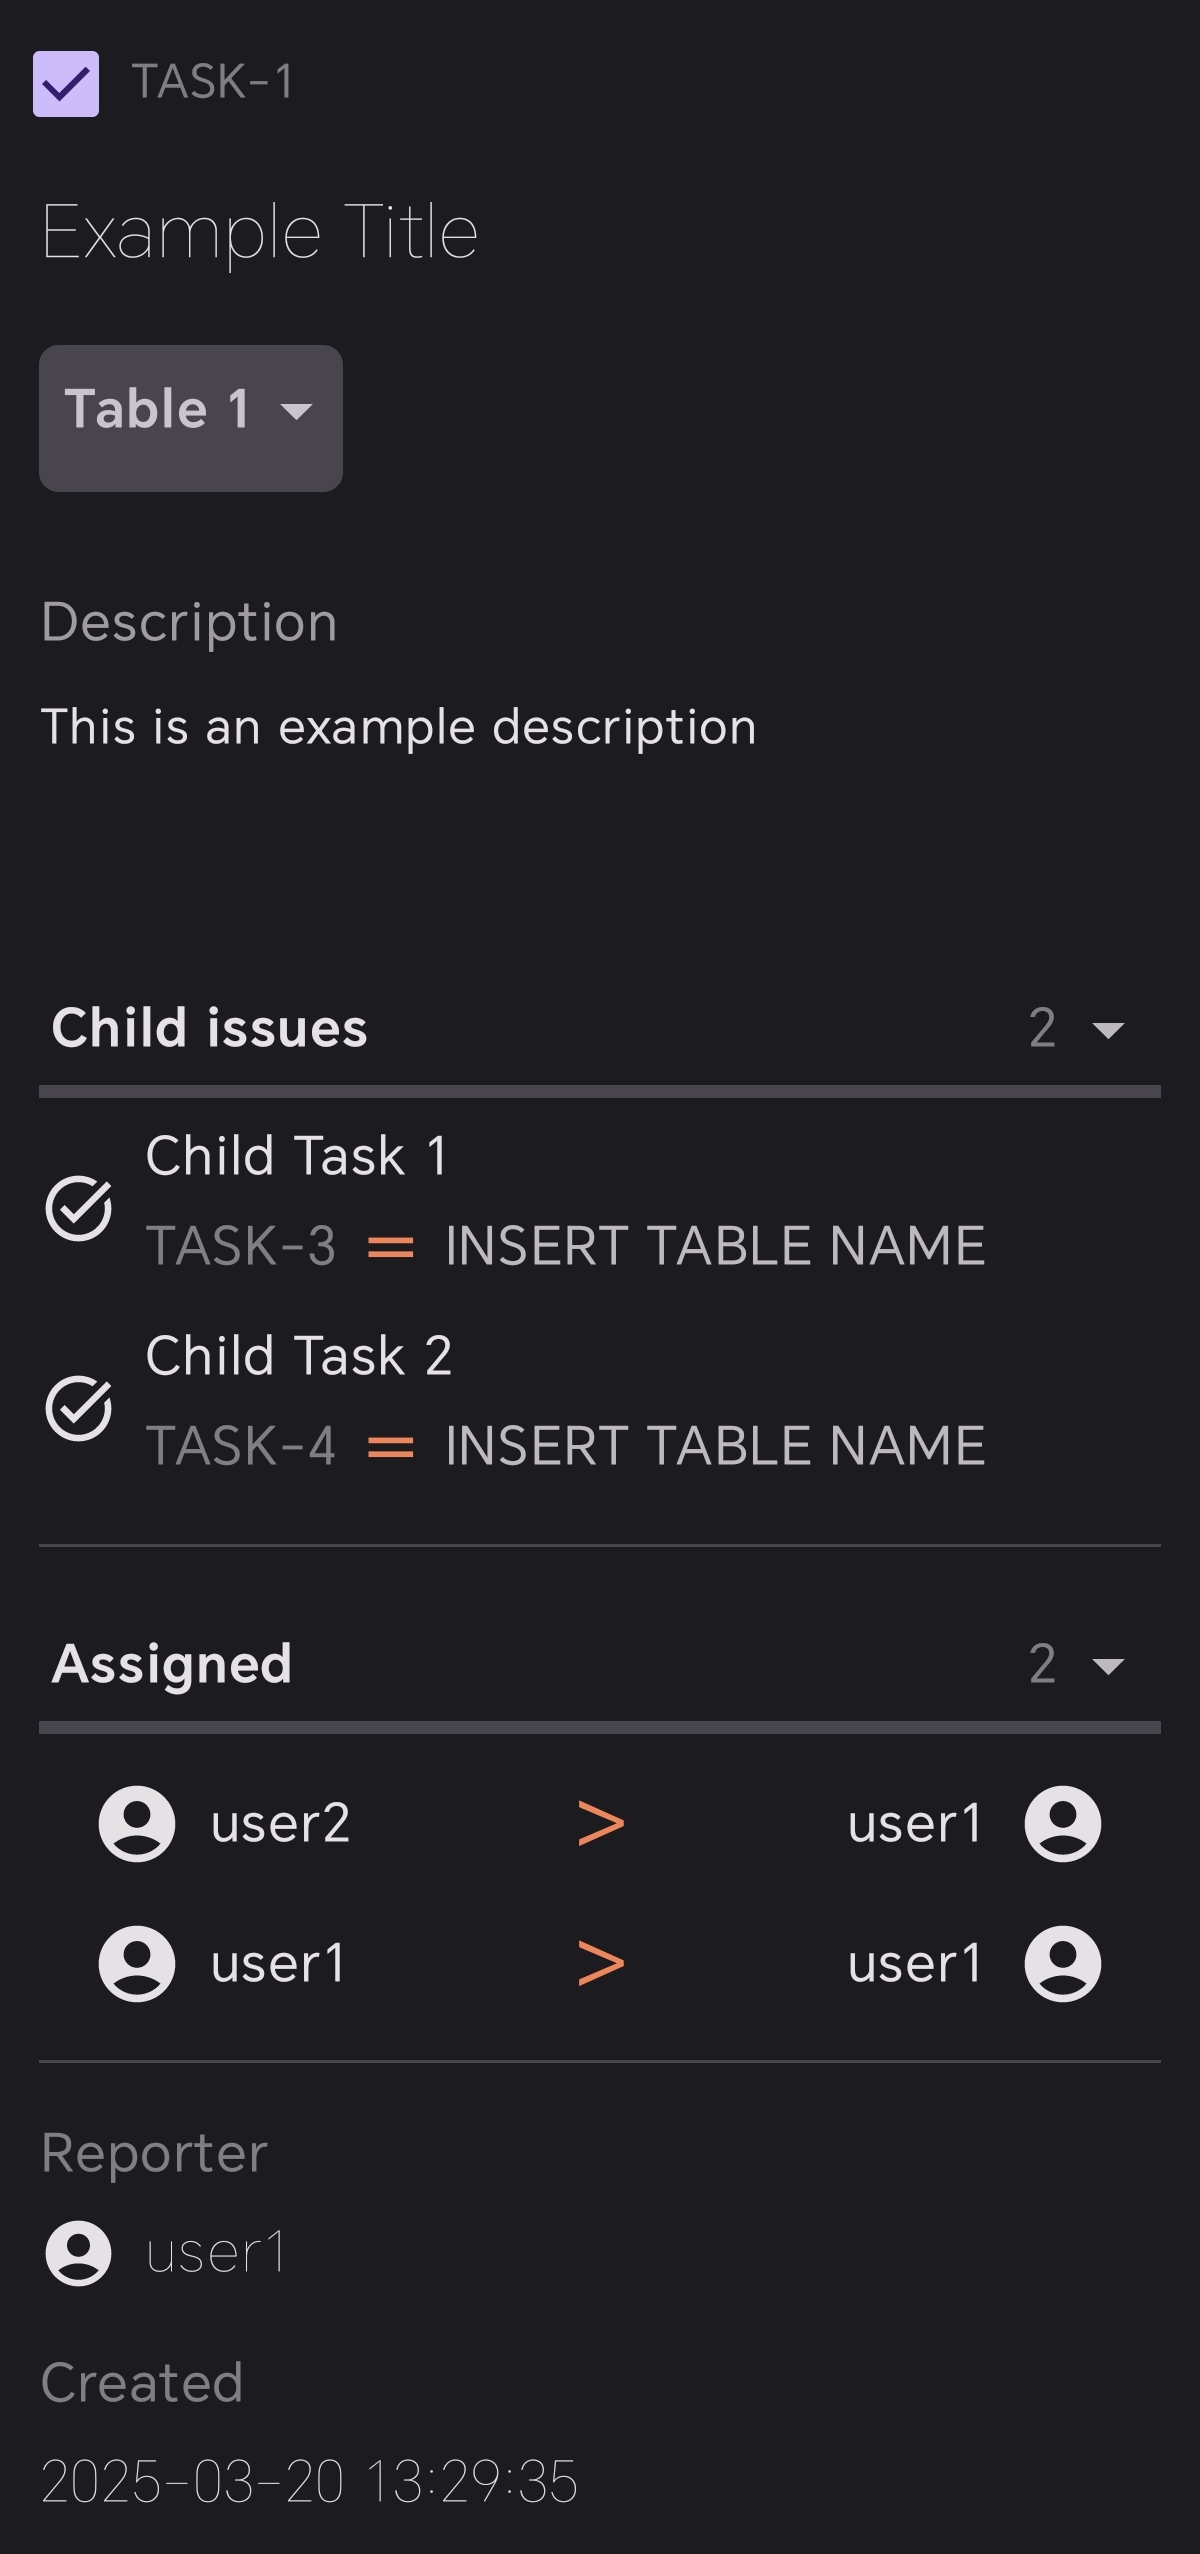 TASK-1
Example Title
Table 1
Description
This is an example description
Child issues 2
Child Task 1
TASK-3 = INSERT TABLE NAME
Child Task 2
TASK-4 = INSERT TABLE NAME
Assigned 2
user2 > user1
user1 > user1
Reporter
user1
Created
2025-03-20 13:29:35